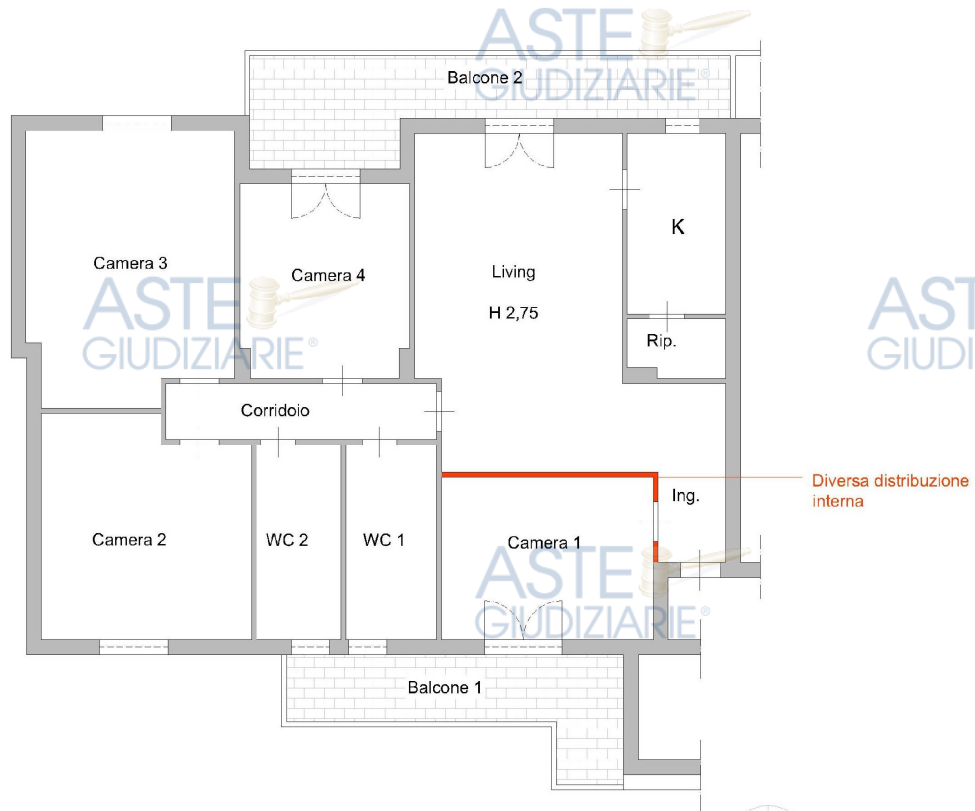 ASTE
GIUDIZIARIE®
Balcone 2
K
Camera 3
Camera 4
Living
H 2,75
ASTE
GIUDIZIARIE®
Rip.
AST
GIUDI
Corridoio
Diversa distribuzione
interna
Ing.
Camera 2
WC 2
WC 1
Camera 1
ASTE
GIUDIZIARIE®
Balcone 1